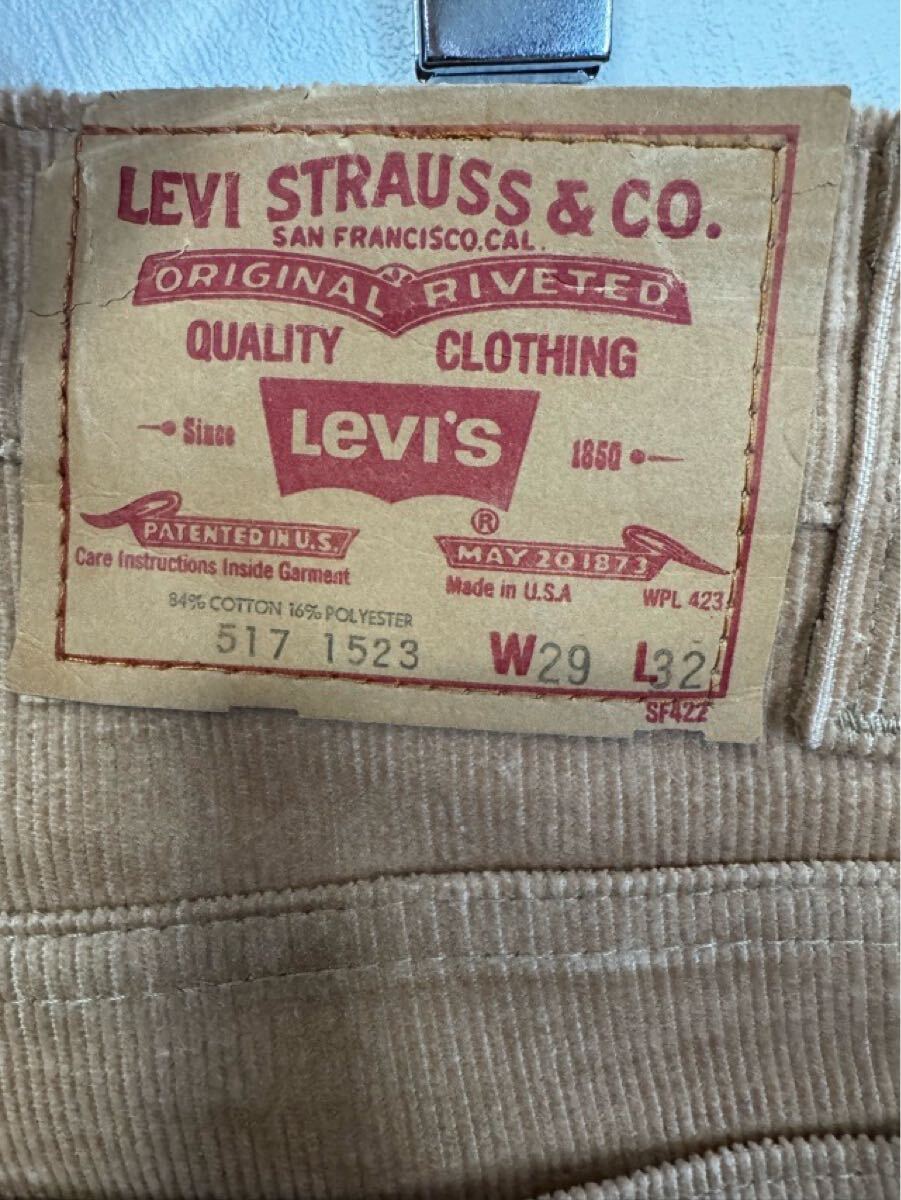 LEVI STRAUSS & CO.
SAN FRANCISCO,CAL.
ORIGINAL RIVETED
QUALITY CLOTHING
Since Levi's 1850
®
PATENTED IN U.S. MAY 20 1873
Care Instructions Inside Garment Made in U.S.A WPL 423
84% COTTON 16% POLYESTER
517 1523 W29 L32
SF422